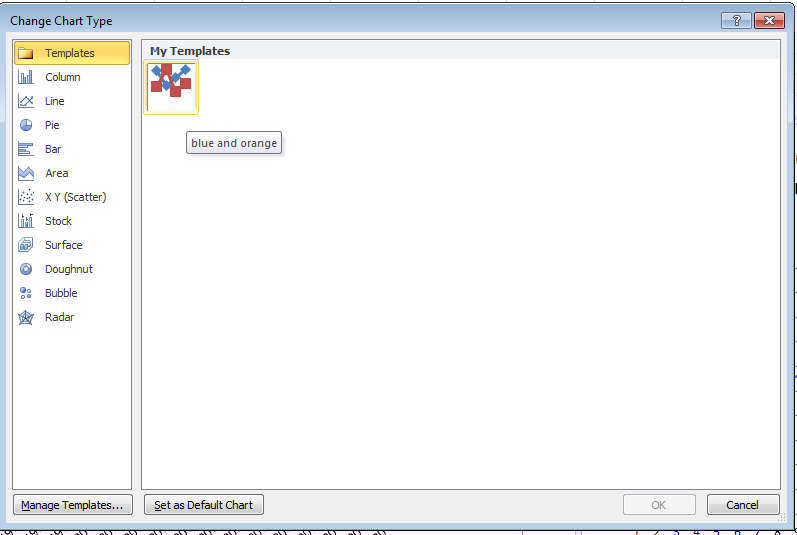 Change Chart Type
Templates
Column
Line
Pie
Bar
Area
X Y (Scatter)
Stock
Surface
Doughnut
Bubble
Radar
My Templates
blue and orange
Manage Templates...
Set as Default Chart
OK
Cancel